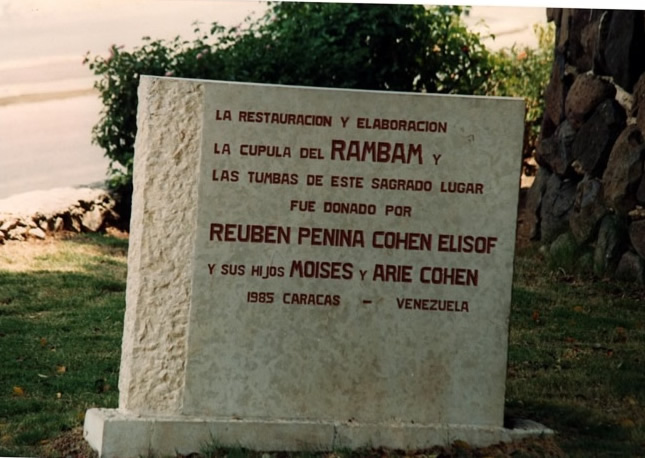 LA RESTAURACION Y ELABORACION
LA CUPULA DEL RAMBAM Y
LAS TUMBAS DE ESTE SAGRADO LUGAR
FUE DONADO POR
REUBEN PENINA COHEN ELISOF
Y SUS HIJOS MOISES Y ARIE COHEN
1985 CARACAS - VENEZUELA